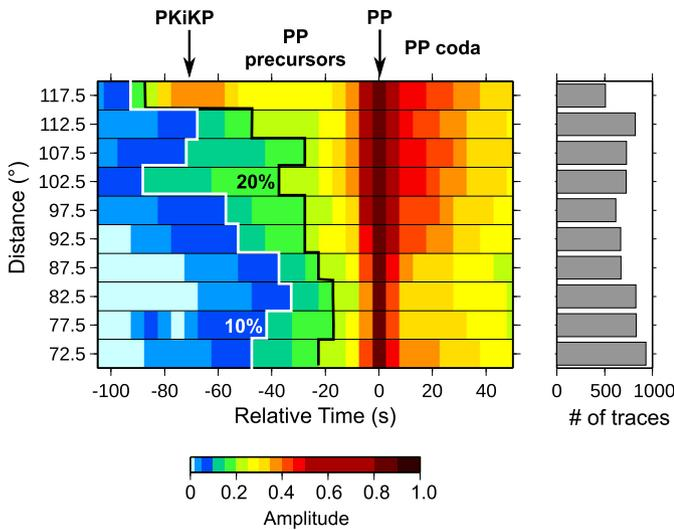 PKiKP
PP precursors
PP
PP coda
117.5
112.5
107.5
102.5
97.5
92.5
87.5
82.5
77.5
72.5
Distance (°)
20%
10%
-100 -80 -60 -40 -20 0 20 40
Relative Time (s)
0 500 1000
# of traces
0 0.2 0.4 0.6 0.8 1.0
Amplitude